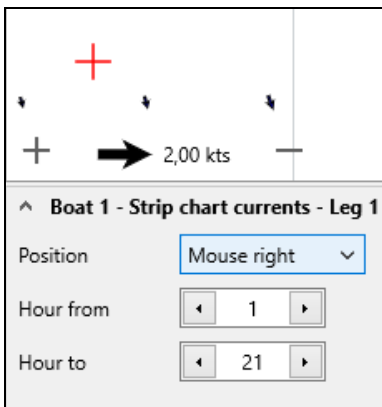 2,00 kts
Boat 1 - Strip chart currents - Leg 1
Position Mouse right
Hour from 1
Hour to 21